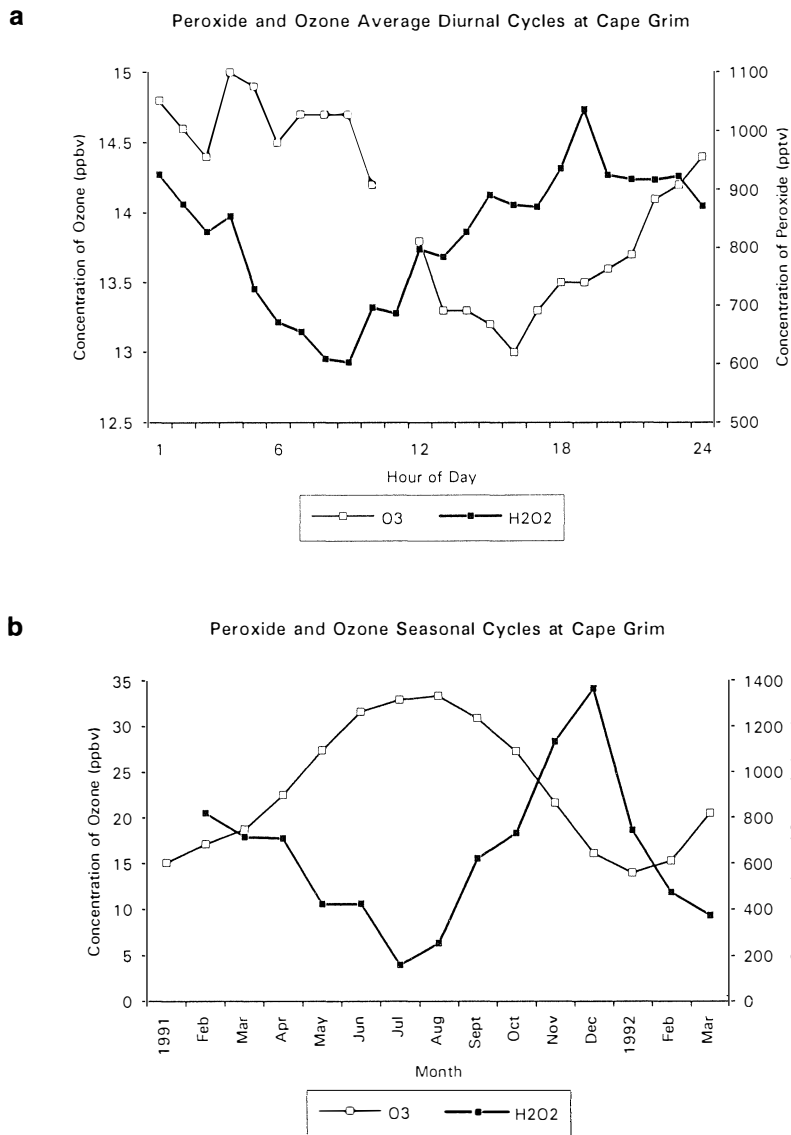 a
Peroxide and Ozone Average Diurnal Cycles at Cape Grim
Concentration of Ozone (ppbv)
15
14.5
14
13.5
13
12.5
Concentration of Peroxide (pptv)
1100
1000
900
800
700
600
500
1 6 12 18 24
Hour of Day
O3 H2O2
b
Peroxide and Ozone Seasonal Cycles at Cape Grim
Concentration of Ozone (ppbv)
35
30
25
20
15
10
5
0
1400
1200
1000
800
600
400
200
0
1991 Feb Mar Apr May Jun Jul Aug Sept Oct Nov Dec 1992 Feb Mar
Month
O3 H2O2